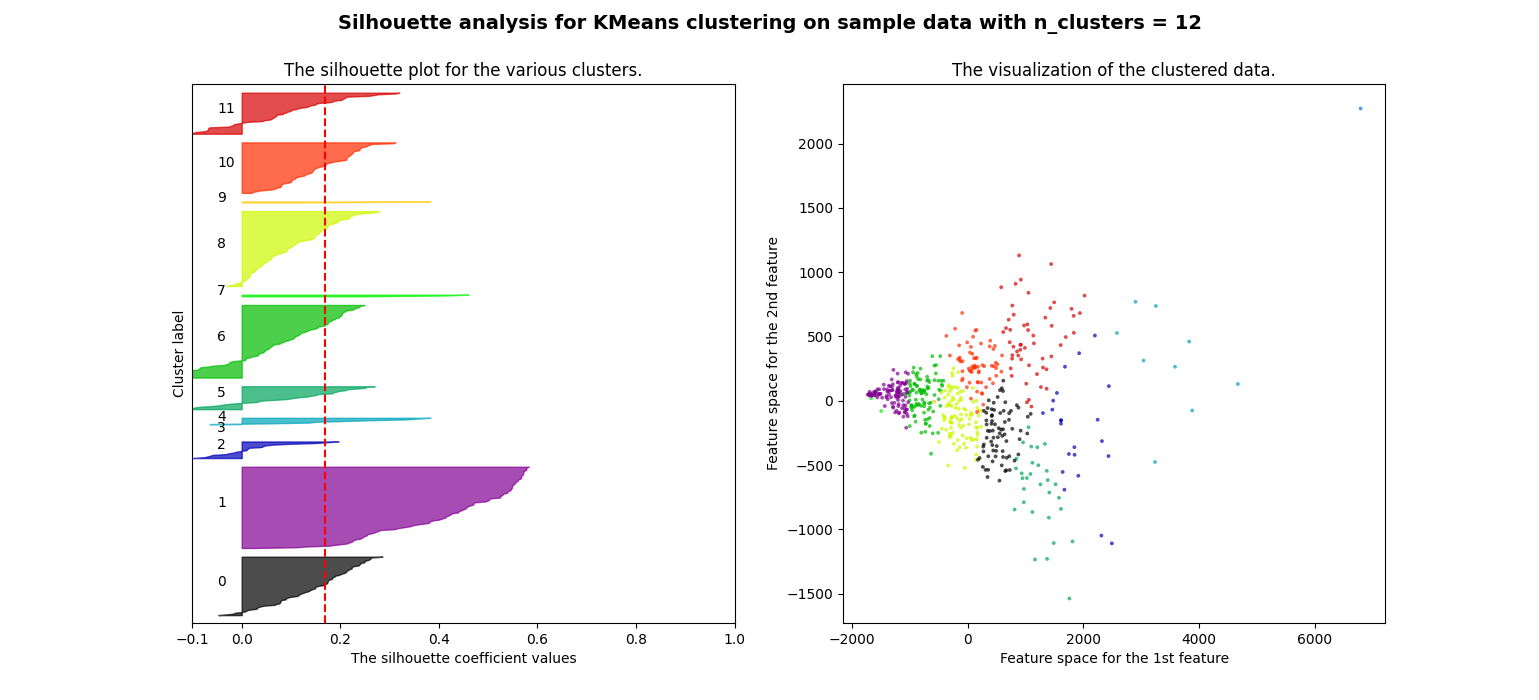 Silhouette analysis for KMeans clustering on sample data with n_clusters = 12
The silhouette plot for the various clusters.
Cluster label
11
10
9
8
7
6
5
4
3
2
1
0
−0.1 0.0 0.2 0.4 0.6 0.8 1.0
The silhouette coefficient values
The visualization of the clustered data.
Feature space for the 2nd feature
2000
1500
1000
500
0
−500
−1000
−1500
−2000 0 2000 4000 6000
Feature space for the 1st feature